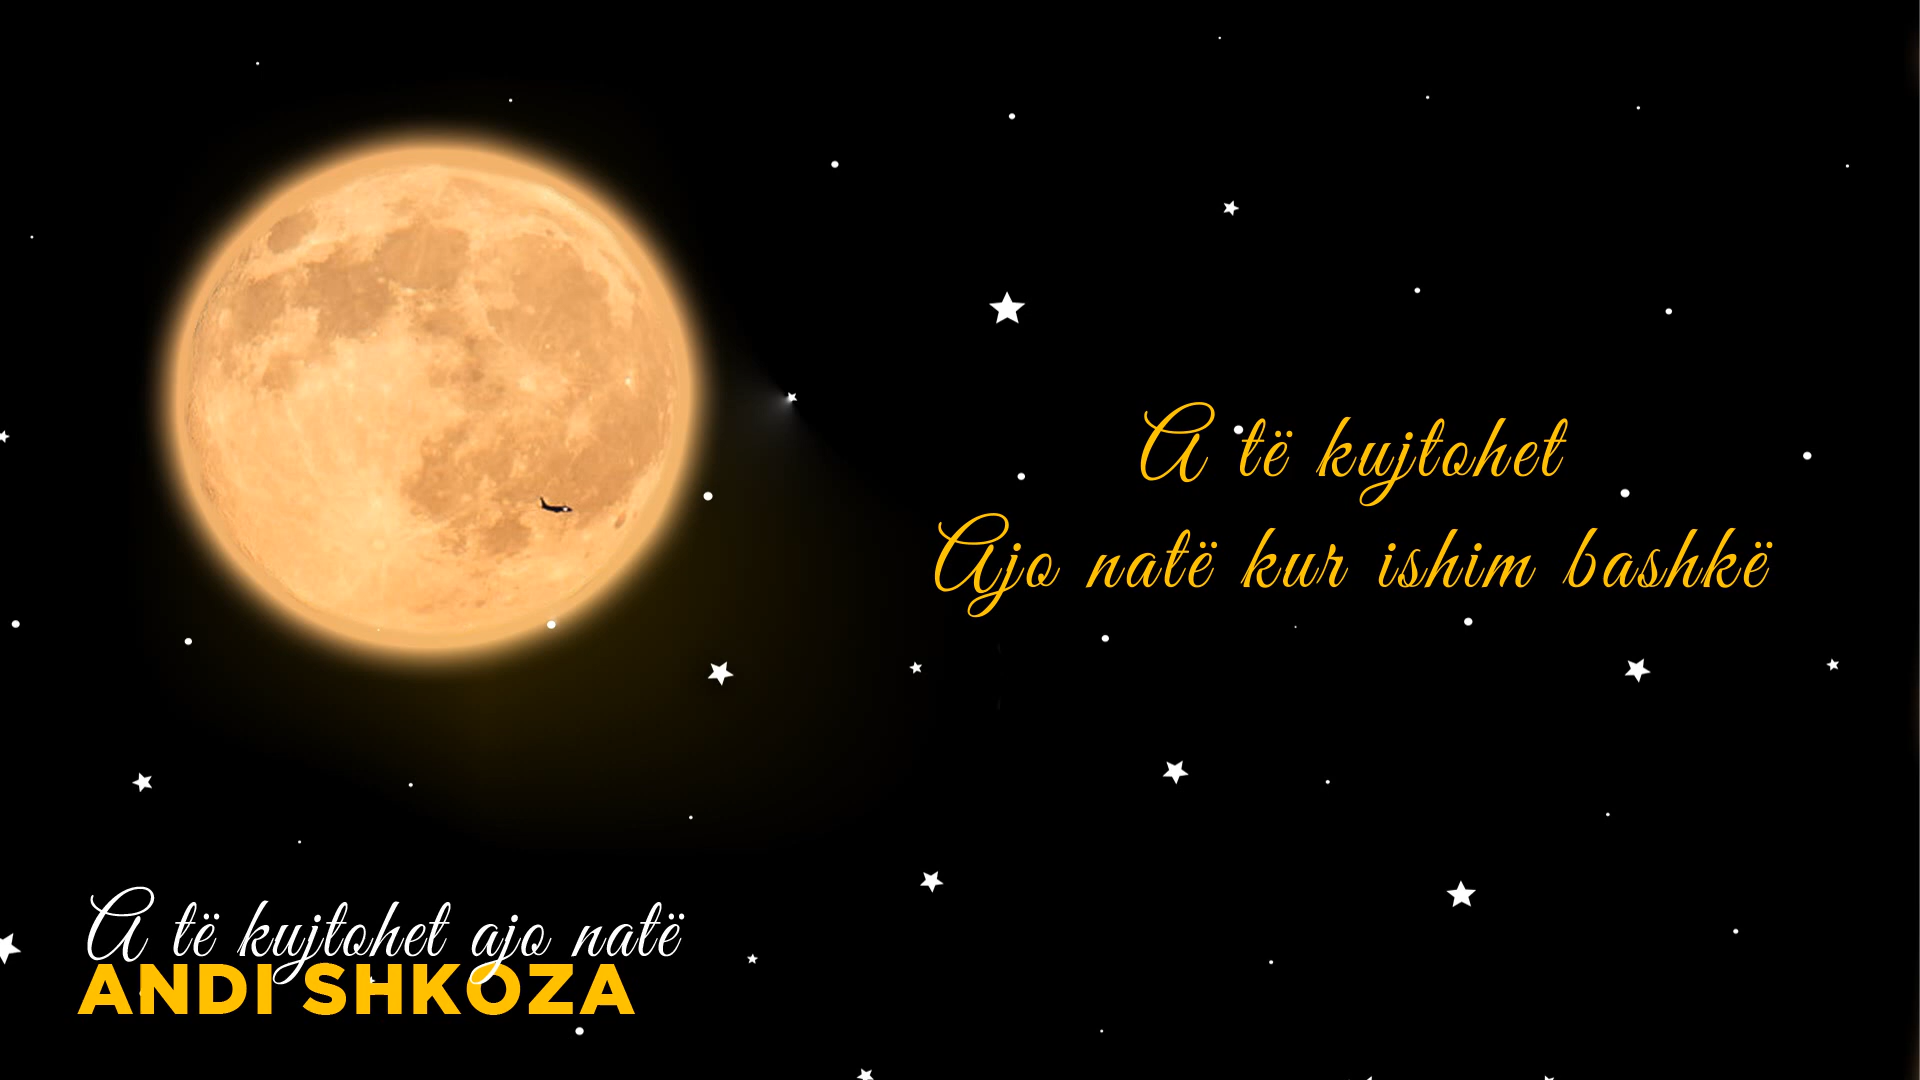 A të kujtohet
Ajo natë kur ishim bashkë
A të kujtohet ajo natë
ANDI SHKOZA